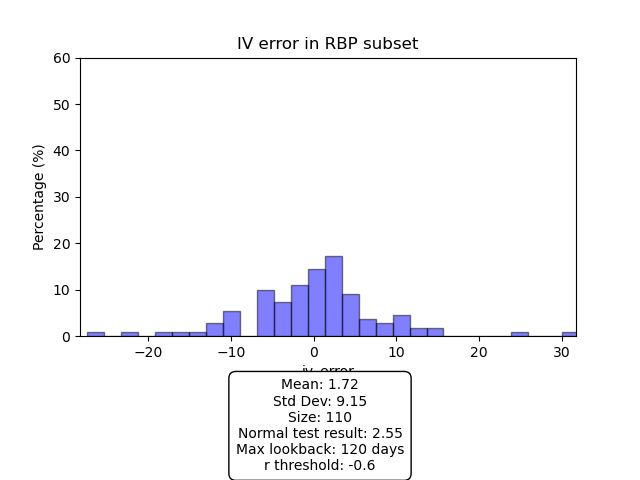 IV error in RBP subset
60
50
40
30
20
10
0
Percentage (%)
−20 −10 0 10 20 30
iv_error
Mean: 1.72
Std Dev: 9.15
Size: 110
Normal test result: 2.55
Max lookback: 120 days
r threshold: -0.6